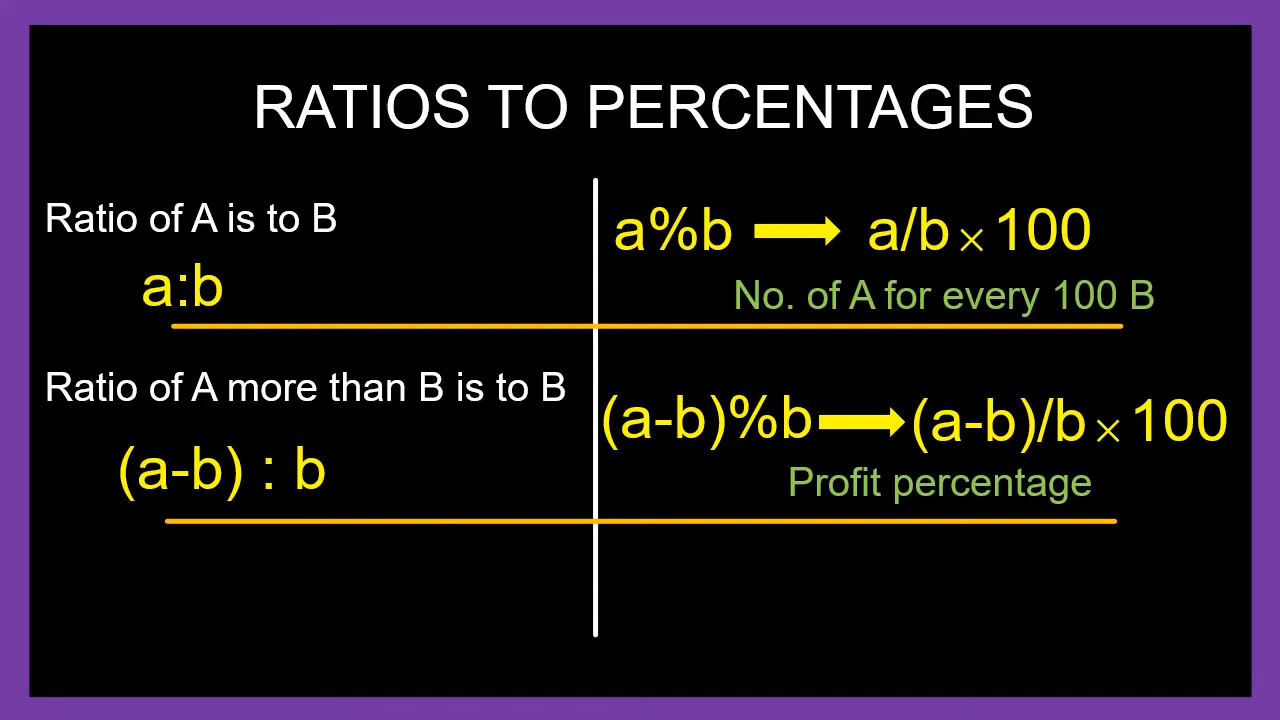 RATIOS TO PERCENTAGES
Ratio of A is to B
a:b
a%b → a/b × 100
No. of A for every 100 B
Ratio of A more than B is to B
(a-b) : b
(a-b)%b → (a-b)/b × 100
Profit percentage